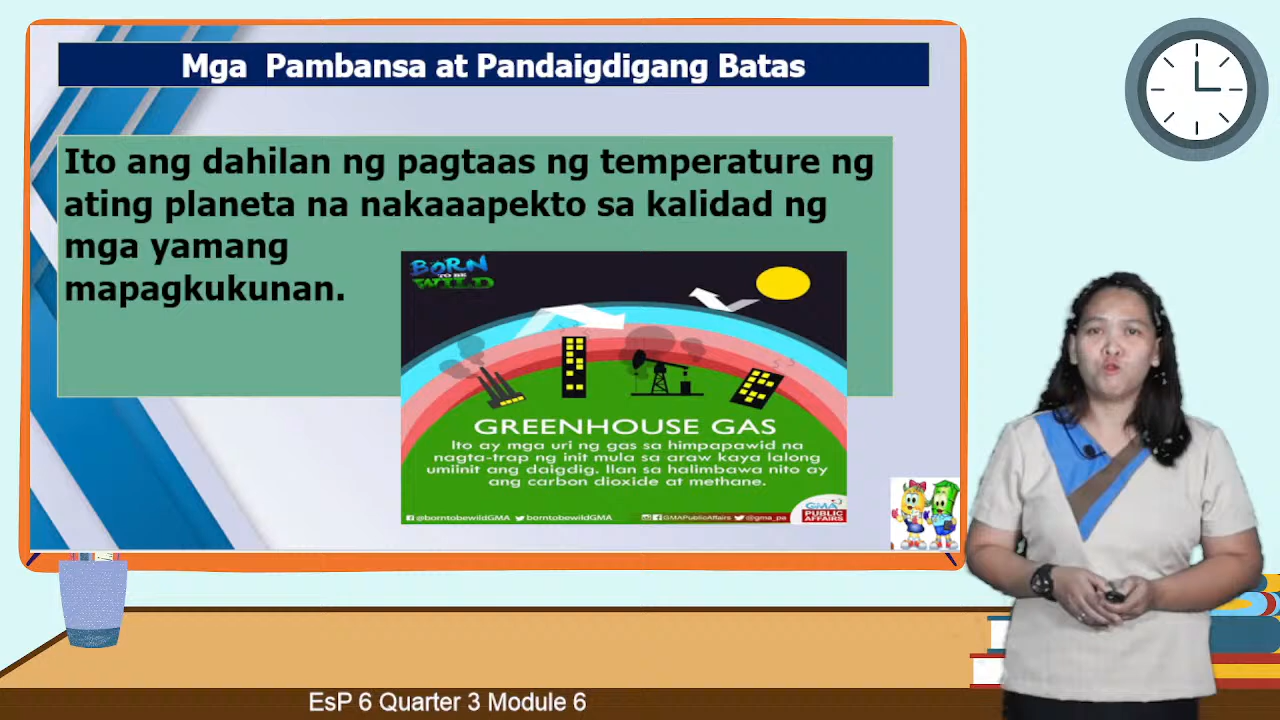 Mga Pambansa at Pandaigdigang Batas
Ito ang dahilan ng pagtaas ng temperature ng
ating planeta na nakaaapekto sa kalidad ng
mga yamang
mapagkukunan.
BORN
TO BE
WILD
GREENHOUSE GAS
Ito ay mga uri ng gas sa himpapawid na
nagta-trap ng init mula sa araw kaya lalong
umiinit ang daigdig. Ilan sa halimbawa nito ay
ang carbon dioxide at methane.
@borntobewildGMA borntobewildGMA
GMAPublicAffairs @gma_pa
GMA
PUBLIC
AFFAIRS
EsP 6 Quarter 3 Module 6